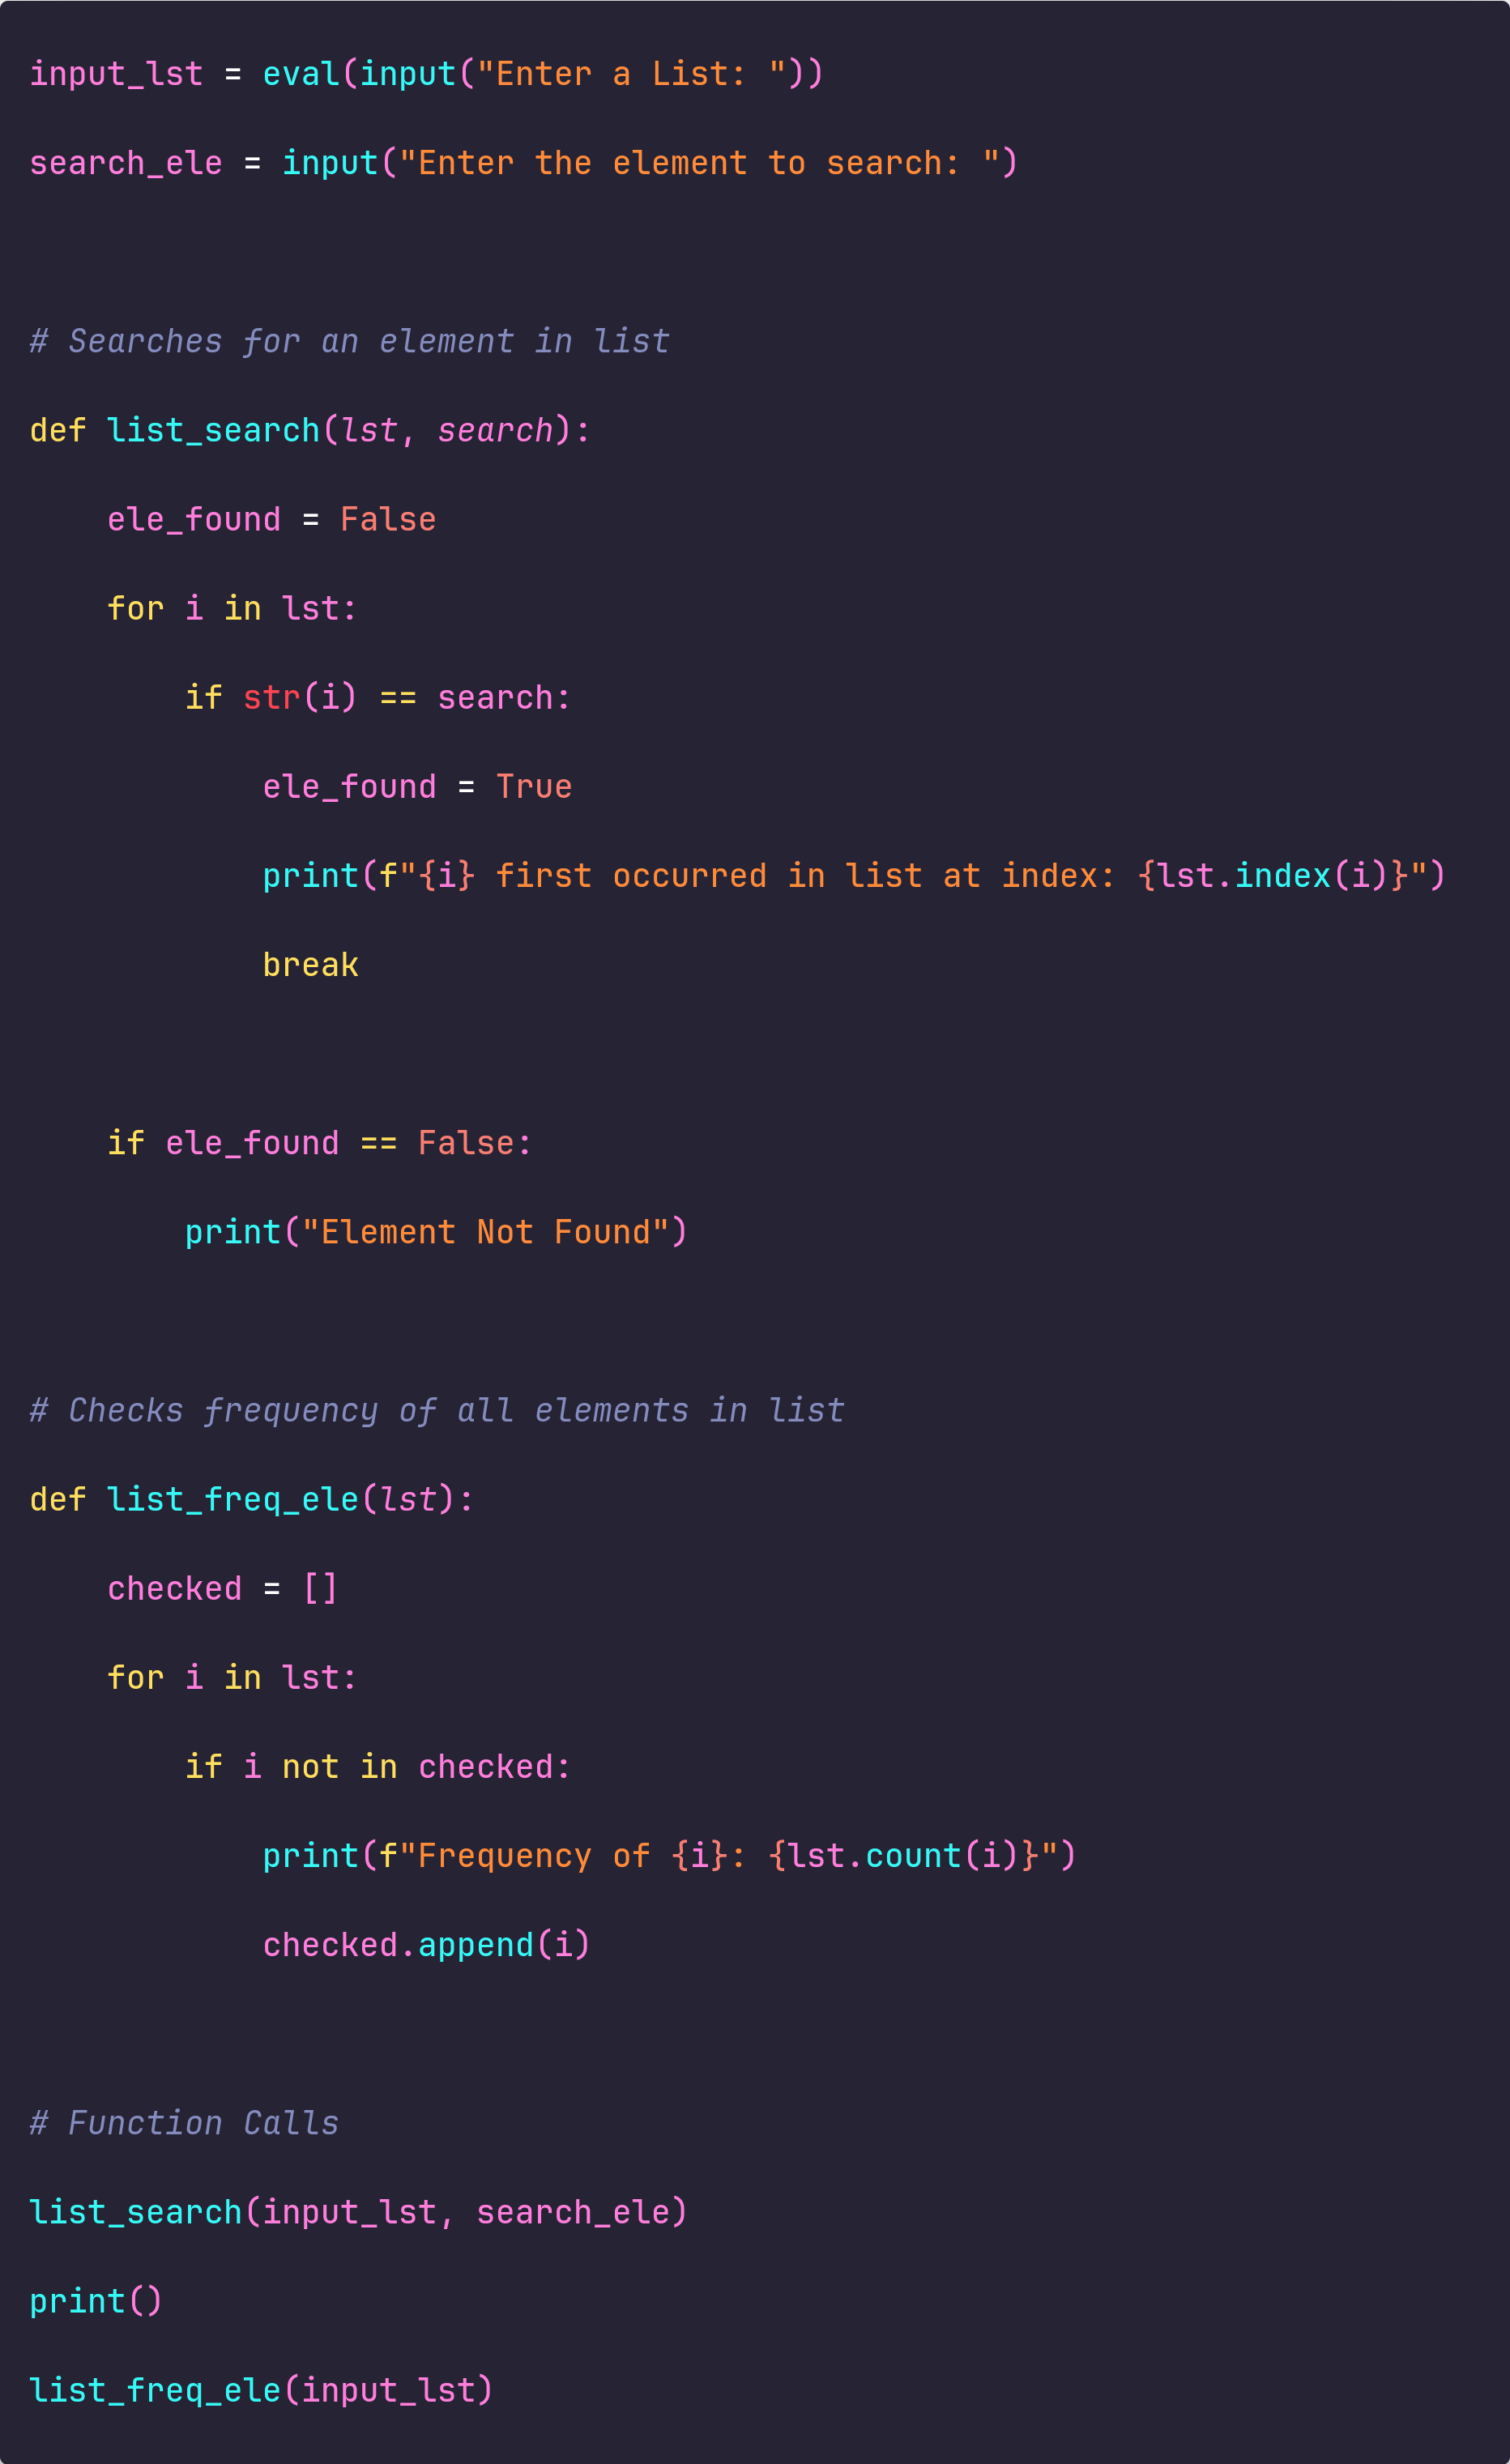 input_lst = eval(input("Enter a List: "))
search_ele = input("Enter the element to search: ")
# Searches for an element in list
def list_search(lst, search):
    ele_found = False
    for i in lst:
        if str(i) == search:
            ele_found = True
            print(f"{i} first occurred in list at index: {lst.index(i)}")
            break
    if ele_found == False:
        print("Element Not Found")
# Checks frequency of all elements in list
def list_freq_ele(lst):
    checked = []
    for i in lst:
        if i not in checked:
            print(f"Frequency of {i}: {lst.count(i)}")
            checked.append(i)
# Function Calls
list_search(input_lst, search_ele)
print()
list_freq_ele(input_lst)